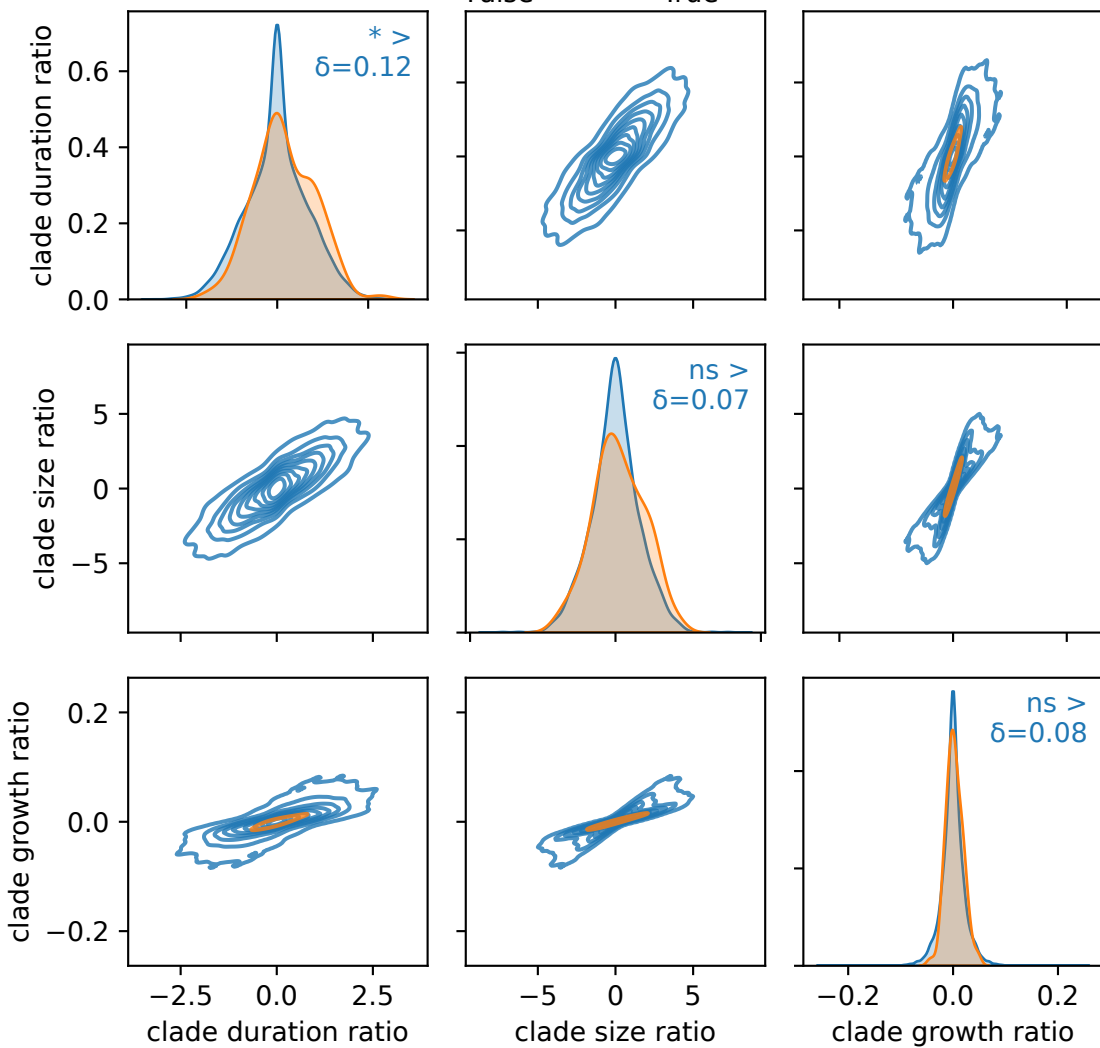 clade duration ratio
0.6
0.4
0.2
0.0
* >
δ=0.12
clade size ratio
5
0
−5
ns >
δ=0.07
clade growth ratio
0.2
0.0
−0.2
ns >
δ=0.08
−2.5 0.0 2.5
−5 0 5
−0.2 0.0 0.2
clade duration ratio
clade size ratio
clade growth ratio